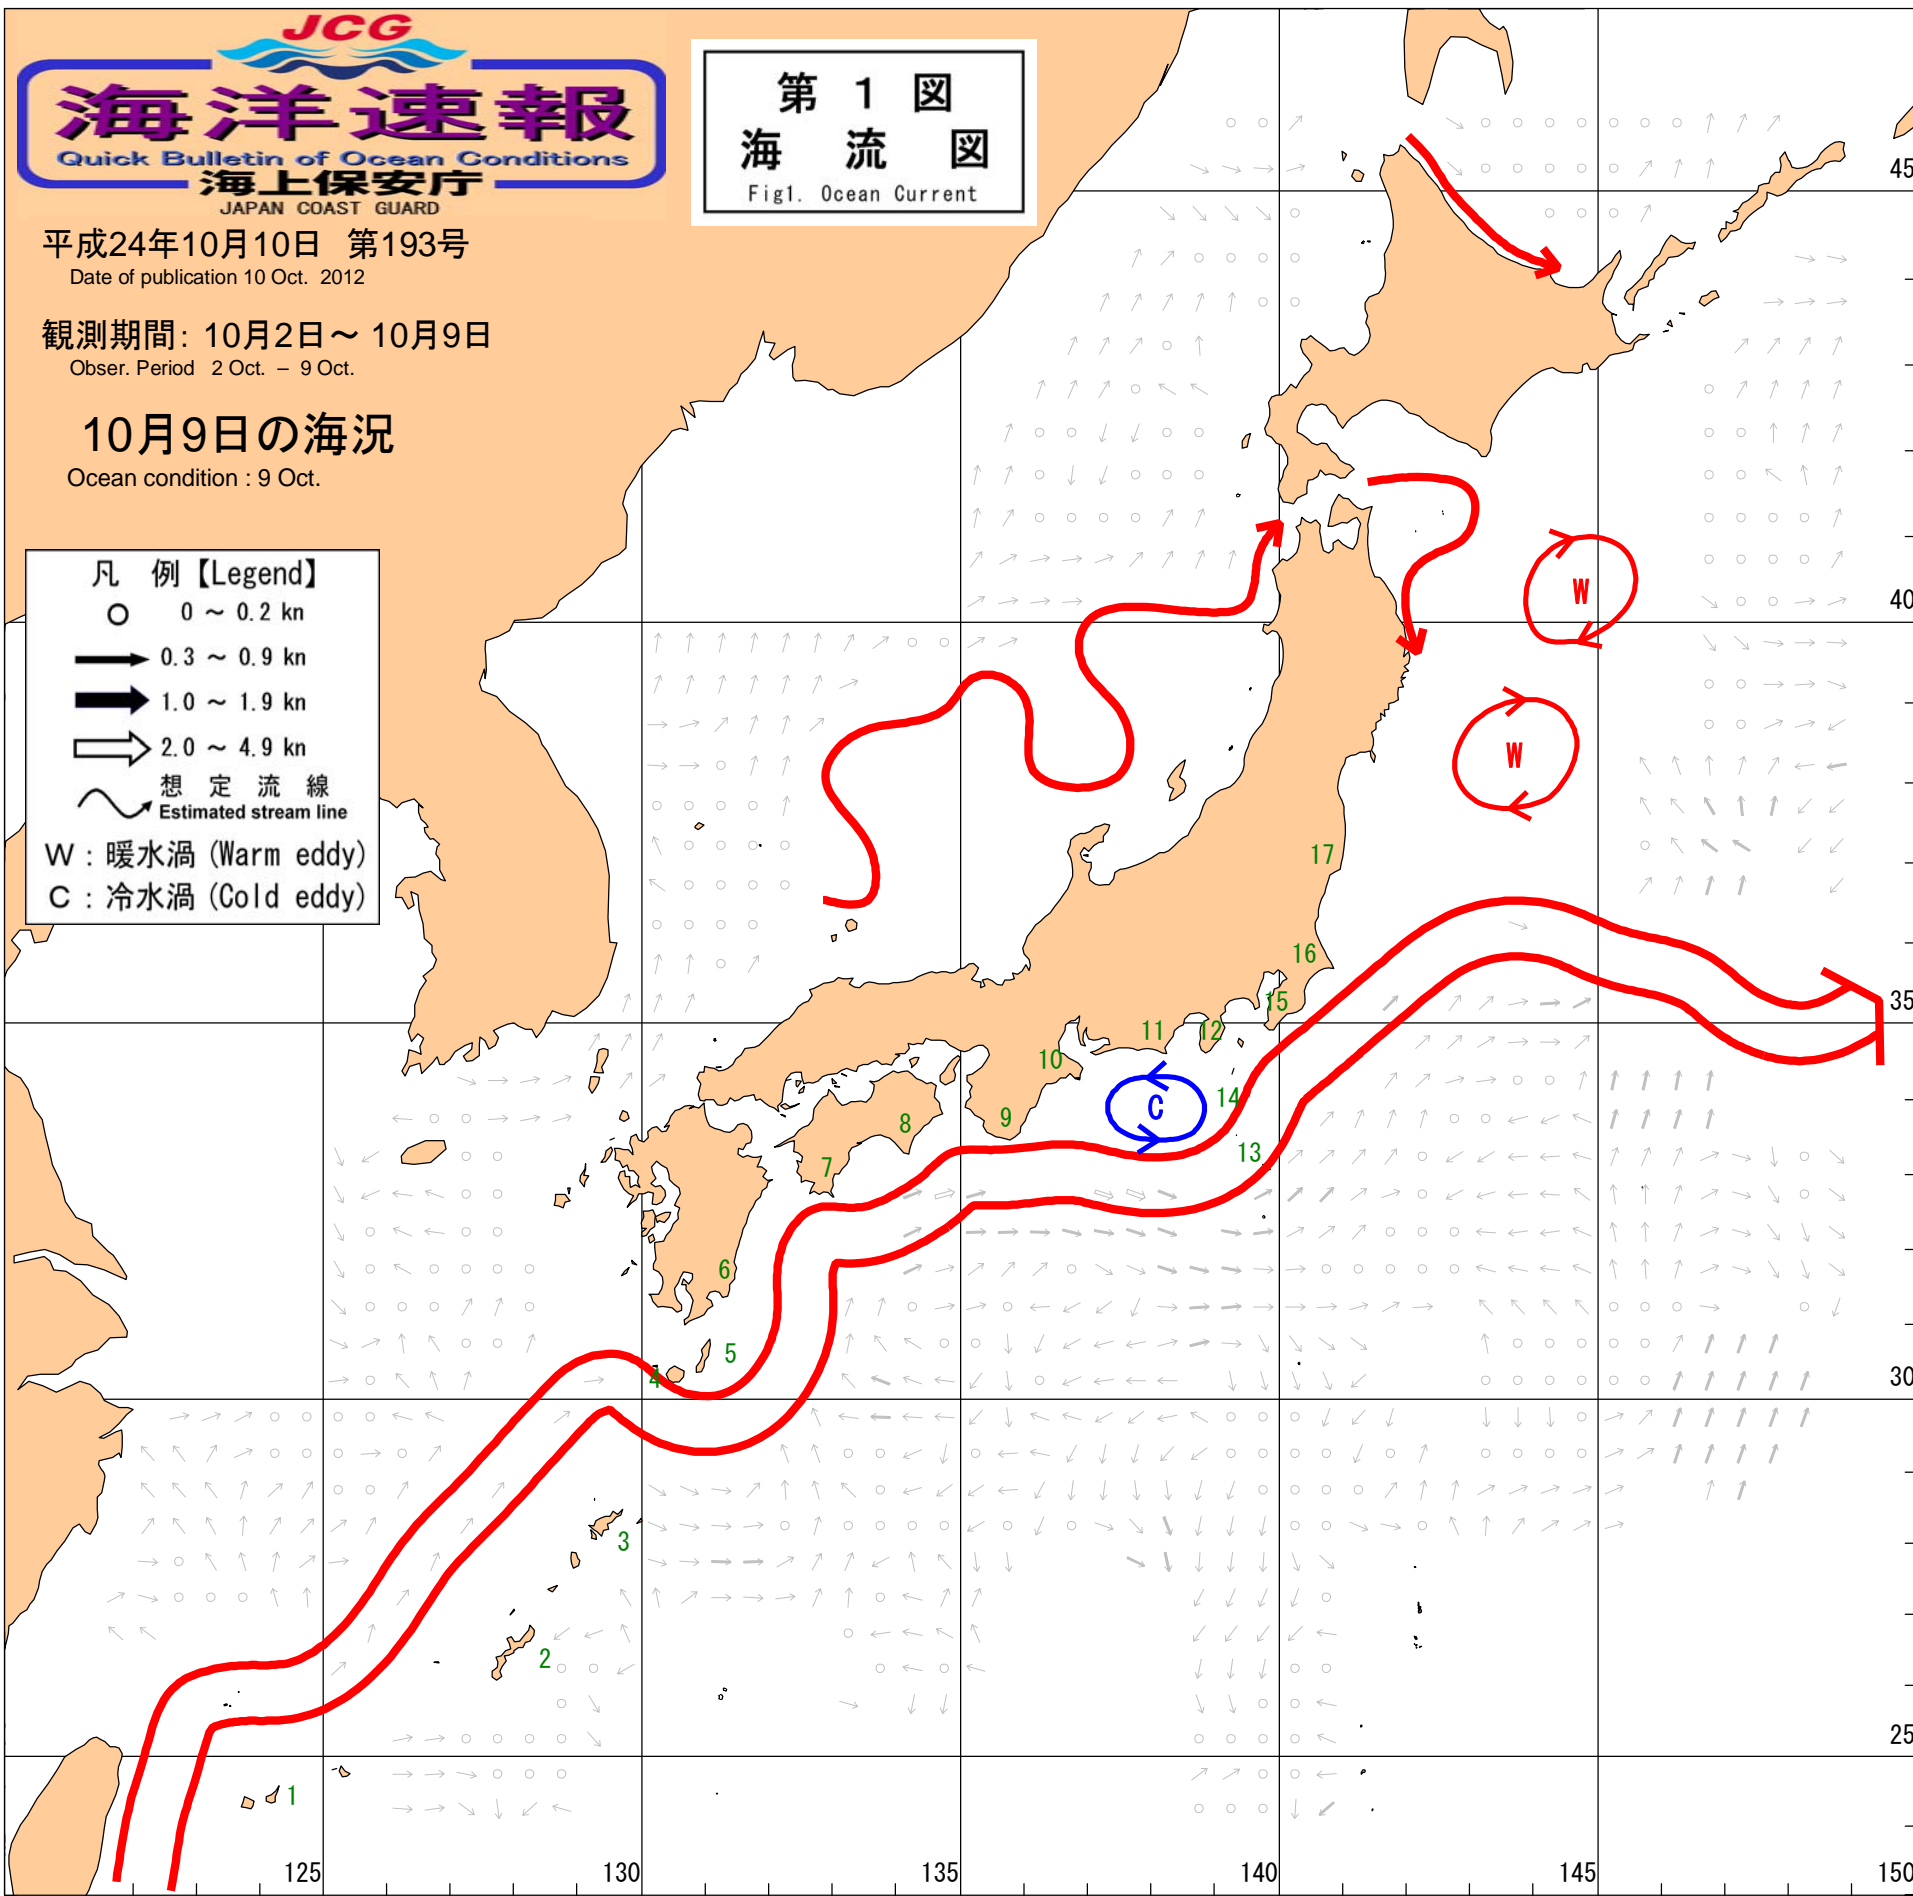 JCG
海洋速報
Quick Bulletin of Ocean Conditions
海上保安庁
JAPAN COAST GUARD
第 1 図
海 流 図
Fig1. Ocean Current
平成24年10月10日 第193号
Date of publication 10 Oct. 2012
観測期間: 10月2日～ 10月9日
Obser. Period 2 Oct. – 9 Oct.
10月9日の海況
Ocean condition : 9 Oct.
凡 例【Legend】
0 ～ 0.2 kn
0.3 ～ 0.9 kn
1.0 ～ 1.9 kn
2.0 ～ 4.9 kn
想 定 流 線
Estimated stream line
W : 暖水渦 (Warm eddy)
C : 冷水渦 (Cold eddy)
45
40
35
30
25
W
W
C
17
16
15
12
11
10
14
13
9
8
7
6
5
4
3
2
1
125
130
135
140
145
150